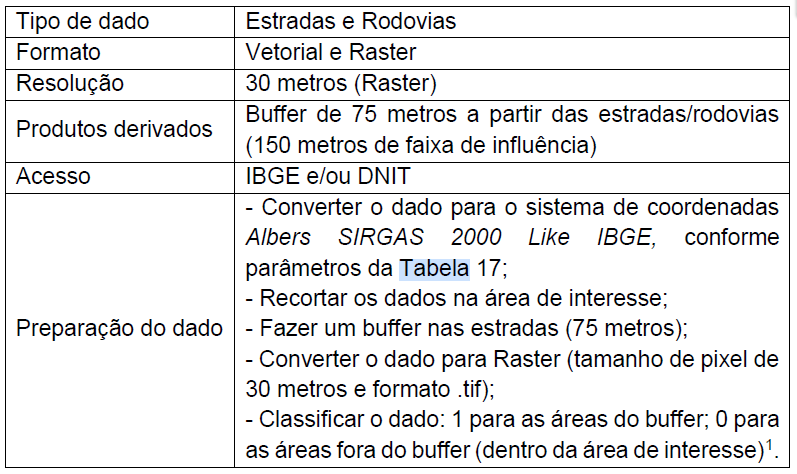 Tipo de dado
Estradas e Rodovias
Formato
Vetorial e Raster
Resolução
30 metros (Raster)
Produtos derivados
Buffer de 75 metros a partir das estradas/rodovias
(150 metros de faixa de influência)
Acesso
IBGE e/ou DNIT
Preparação do dado
- Converter o dado para o sistema de coordenadas
Albers SIRGAS 2000 Like IBGE, conforme
parâmetros da Tabela 17;
- Recortar os dados na área de interesse;
- Fazer um buffer nas estradas (75 metros);
- Converter o dado para Raster (tamanho de pixel de
30 metros e formato .tif);
- Classificar o dado: 1 para as áreas do buffer; 0 para
as áreas fora do buffer (dentro da área de interesse)¹.